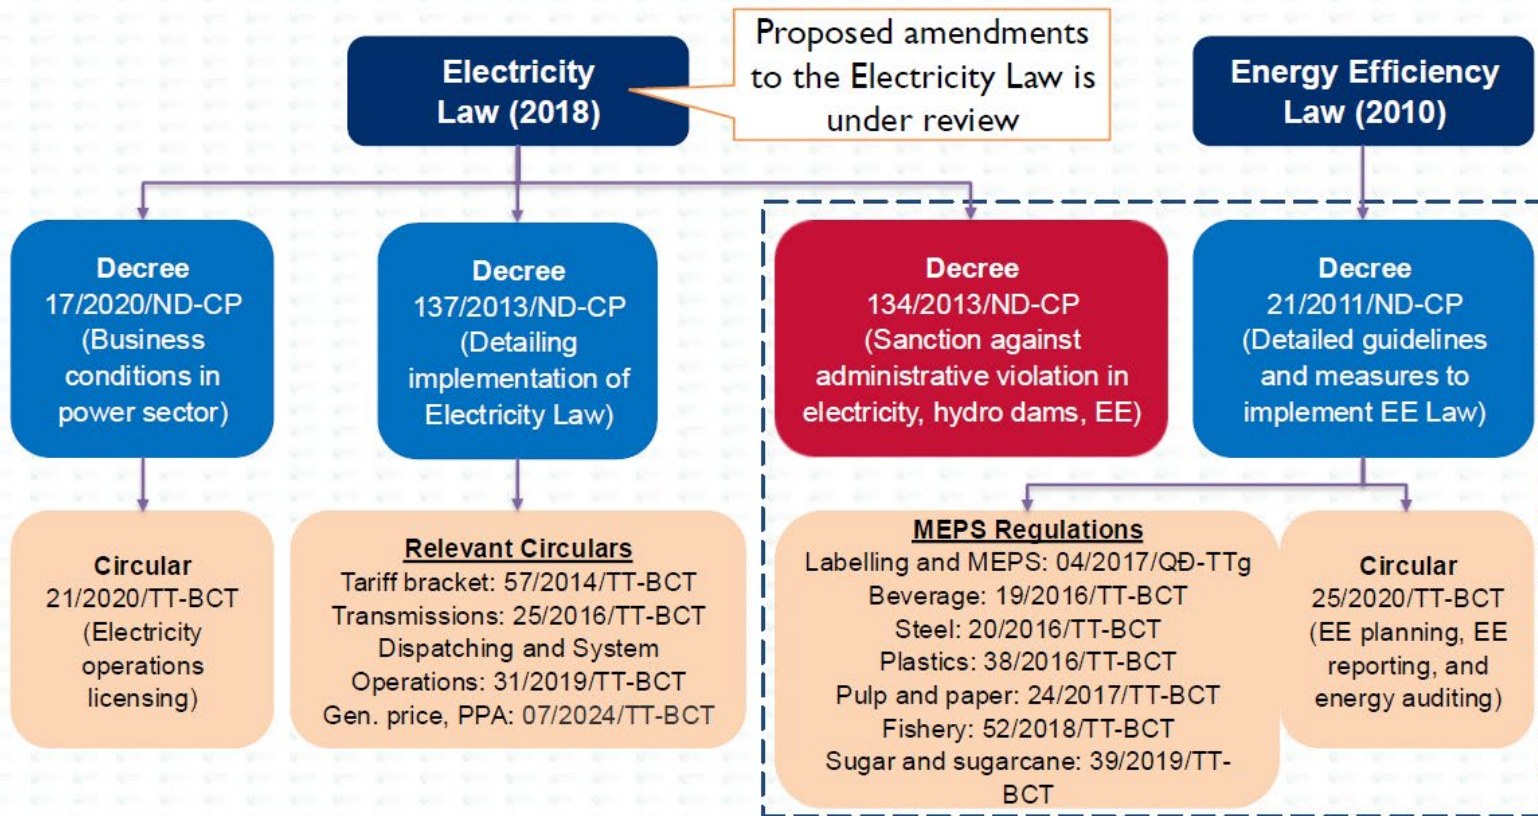 Electricity
Law (2018)
Proposed amendments
to the Electricity Law is
under review
Energy Efficiency
Law (2010)
Decree
17/2020/ND-CP
(Business
conditions in
power sector)
Decree
137/2013/ND-CP
(Detailing
implementation of
Electricity Law)
Decree
134/2013/ND-CP
(Sanction against
administrative violation in
electricity, hydro dams, EE)
Decree
21/2011/ND-CP
(Detailed guidelines
and measures to
implement EE Law)
Circular
21/2020/TT-BCT
(Electricity
operations
licensing)
Relevant Circulars
Tariff bracket: 57/2014/TT-BCT
Transmissions: 25/2016/TT-BCT
Dispatching and System
Operations: 31/2019/TT-BCT
Gen. price, PPA: 07/2024/TT-BCT
MEPS Regulations
Labelling and MEPS: 04/2017/QĐ-TTg
Beverage: 19/2016/TT-BCT
Steel: 20/2016/TT-BCT
Plastics: 38/2016/TT-BCT
Pulp and paper: 24/2017/TT-BCT
Fishery: 52/2018/TT-BCT
Sugar and sugarcane: 39/2019/TT-
BCT
Circular
25/2020/TT-BCT
(EE planning, EE
reporting, and
energy auditing)